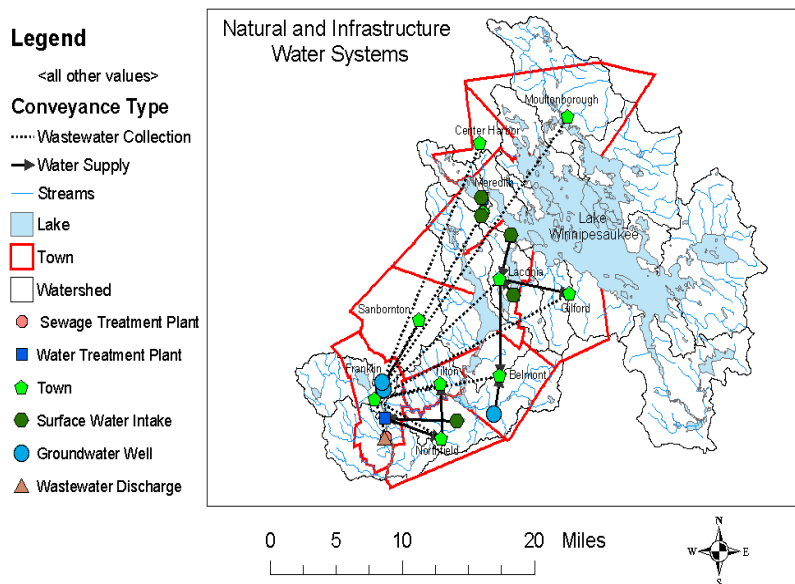 Legend
<all other values>
Conveyance Type
Wastewater Collection
Water Supply
Streams
Lake
Town
Watershed
Sewage Treatment Plant
Water Treatment Plant
Town
Surface Water Intake
Groundwater Well
Wastewater Discharge
Natural and Infrastructure
Water Systems
Moultenborough
Center Harbor
Meredith
Lake
Winnipesaukee
Laconia
Gilford
Sanbornton
Franklin
Tilton
Belmont
Northfield
0 5 10 20 Miles
N
W E
S